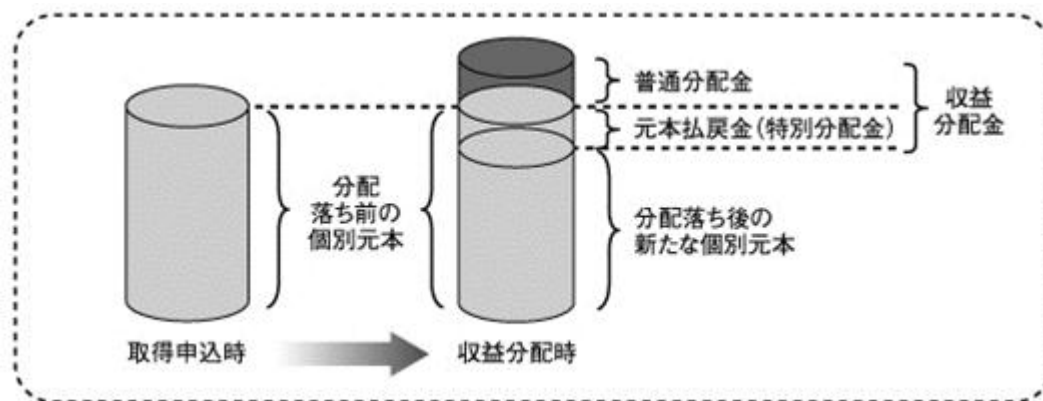 普通分配金
元本払戻金(特別分配金)
収益
分配金
分配
落ち前の
個別元本
分配落ち後の
新たな個別元本
取得申込時
収益分配時